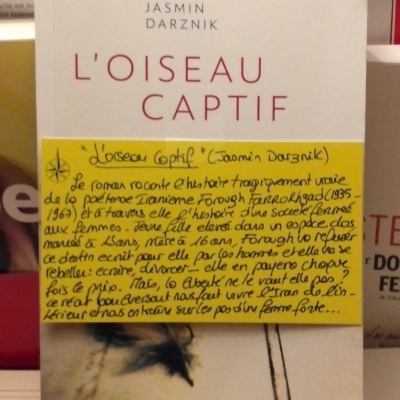 JASMIN
DARZNIK
L'OISEAU
CAPTIF
"L'oiseau Captif" (Jasmin Darznik)
Le roman raconte l'histoire tragiquement vraie
de la poétesse Iranienne Forough FARROKHZAD (1935-
1967) et à travers elle l'histoire d'une société fermée
aux femmes. Jeune fille élevée dans un espace clos
mariée à 15 ans, mère à 16 ans, Forough va refuser
ce destin écrit pour elle par les hommes et elle va se
rebeller: écrire, divorcer... elle en payera chaque
fois le prix. Mais, la liberté ne le vaut elle pas?
ce récit bouleversant nous fait vivre l'Iran de l'in-
térieur et nous entraîne sur les pas d'une femme forte...
se
STE
DO
FE